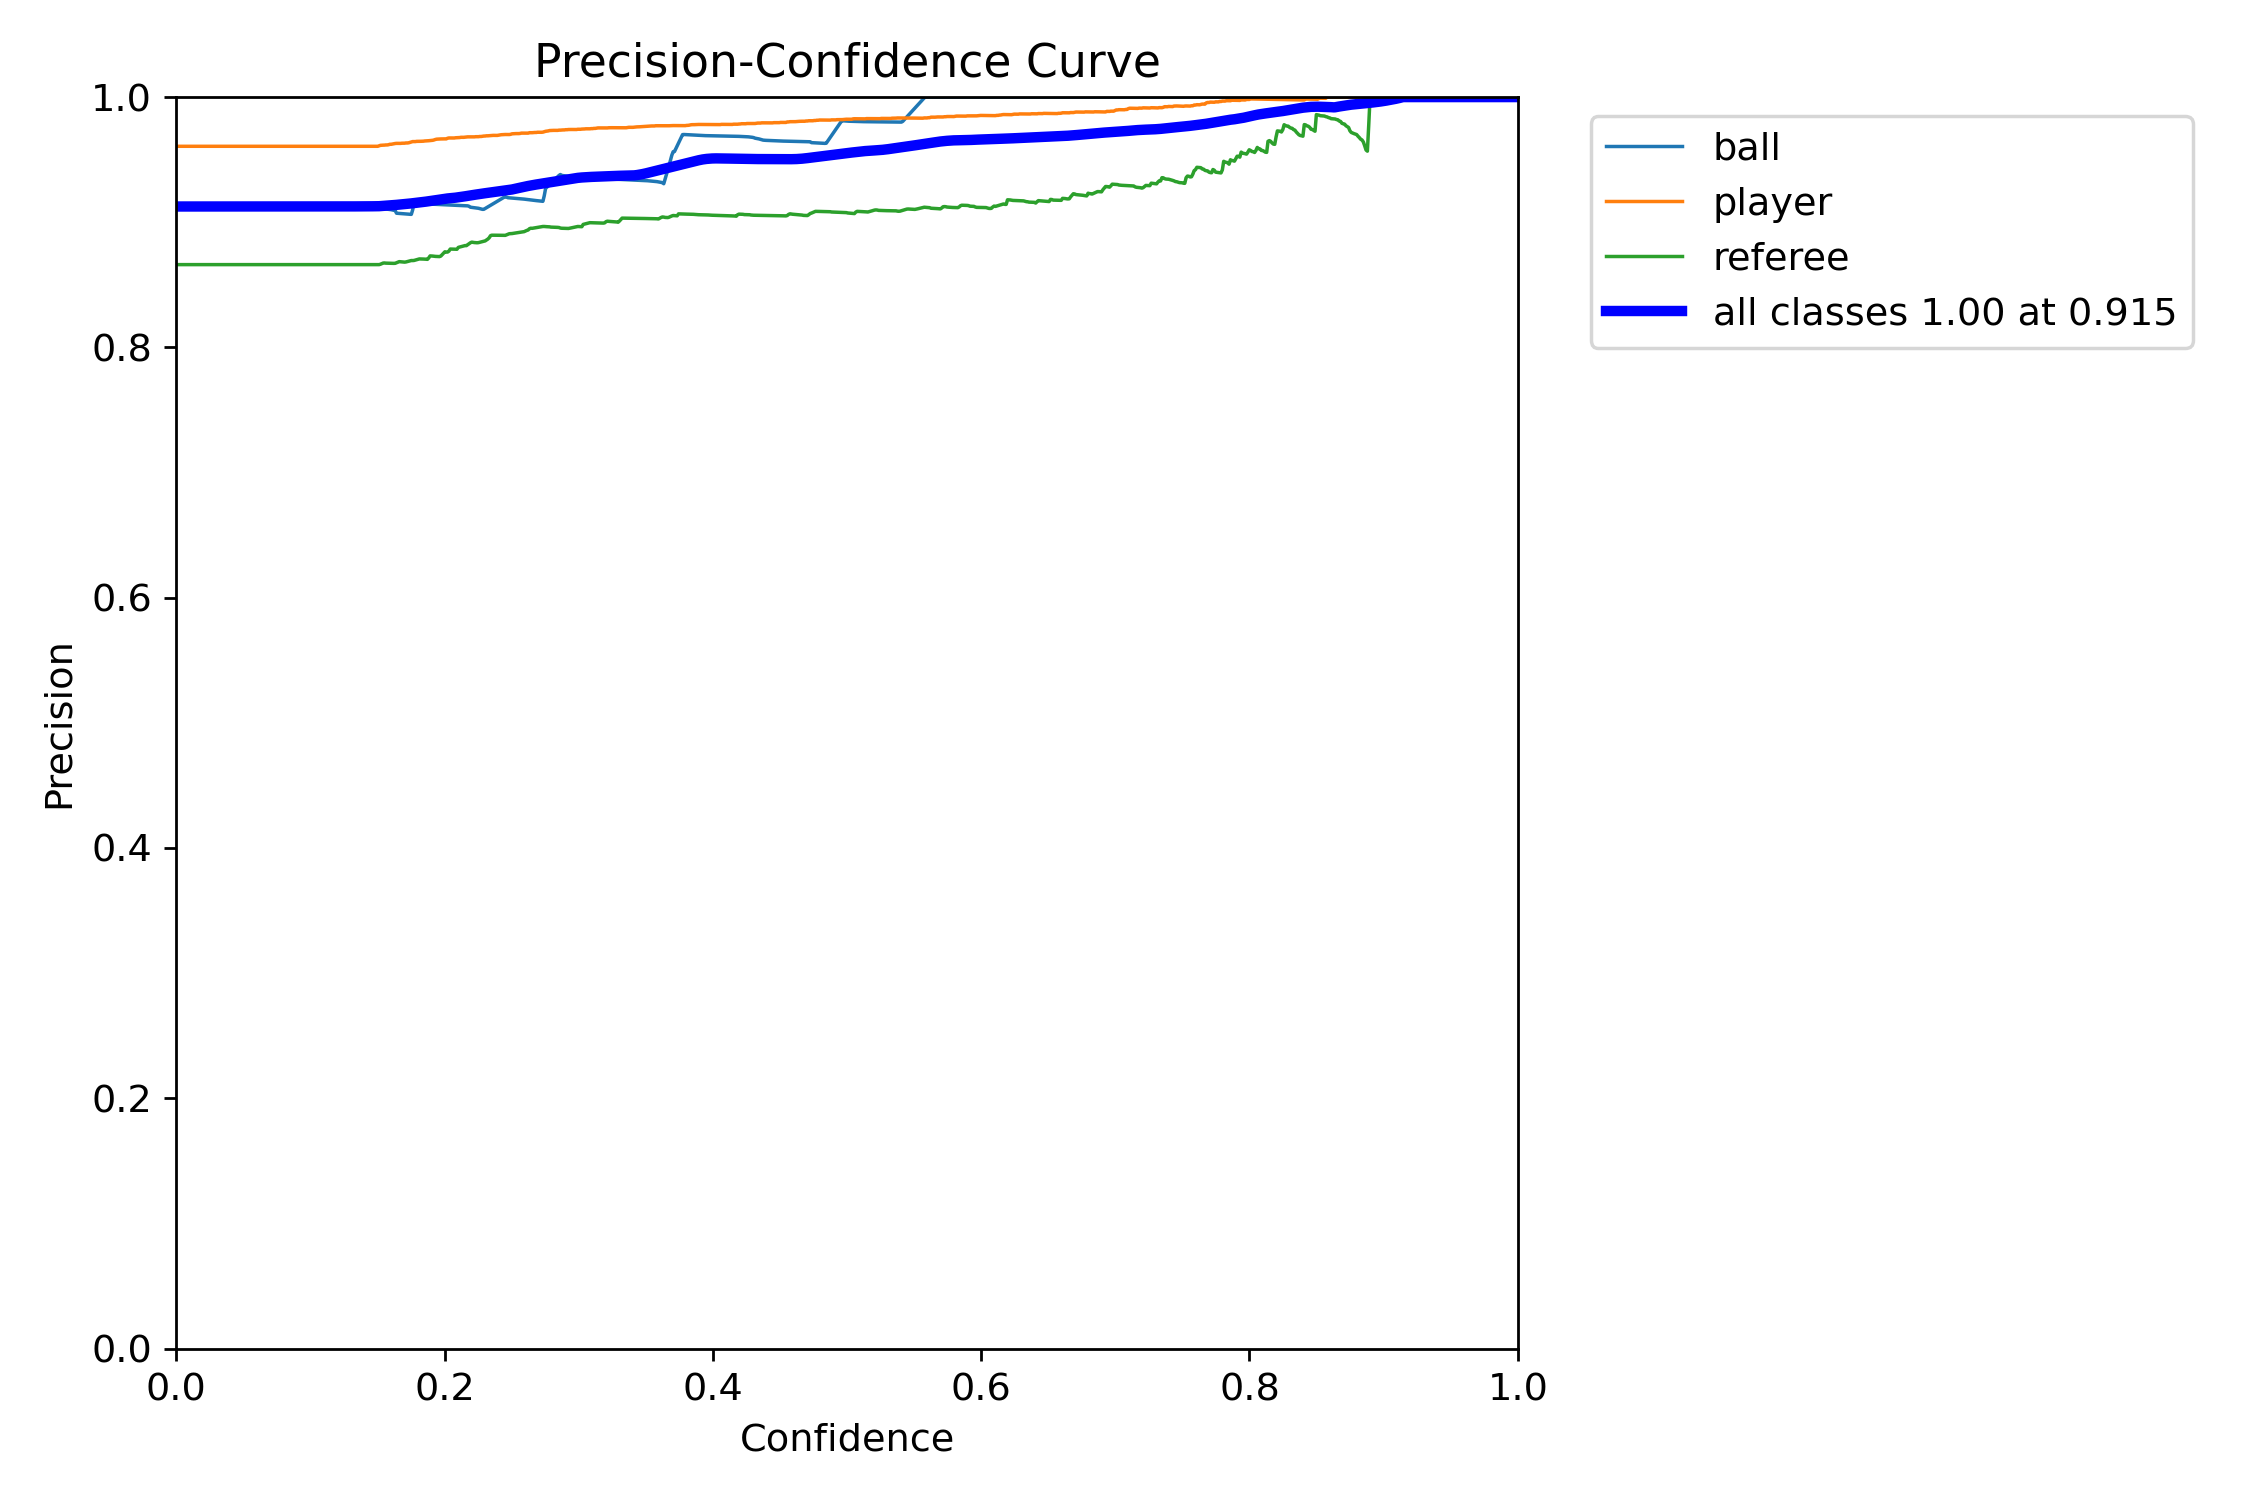 Precision-Confidence Curve
1.0
0.8
0.6
0.4
0.2
0.0
Precision
0.0 0.2 0.4 0.6 0.8 1.0
Confidence
ball
player
referee
all classes 1.00 at 0.915